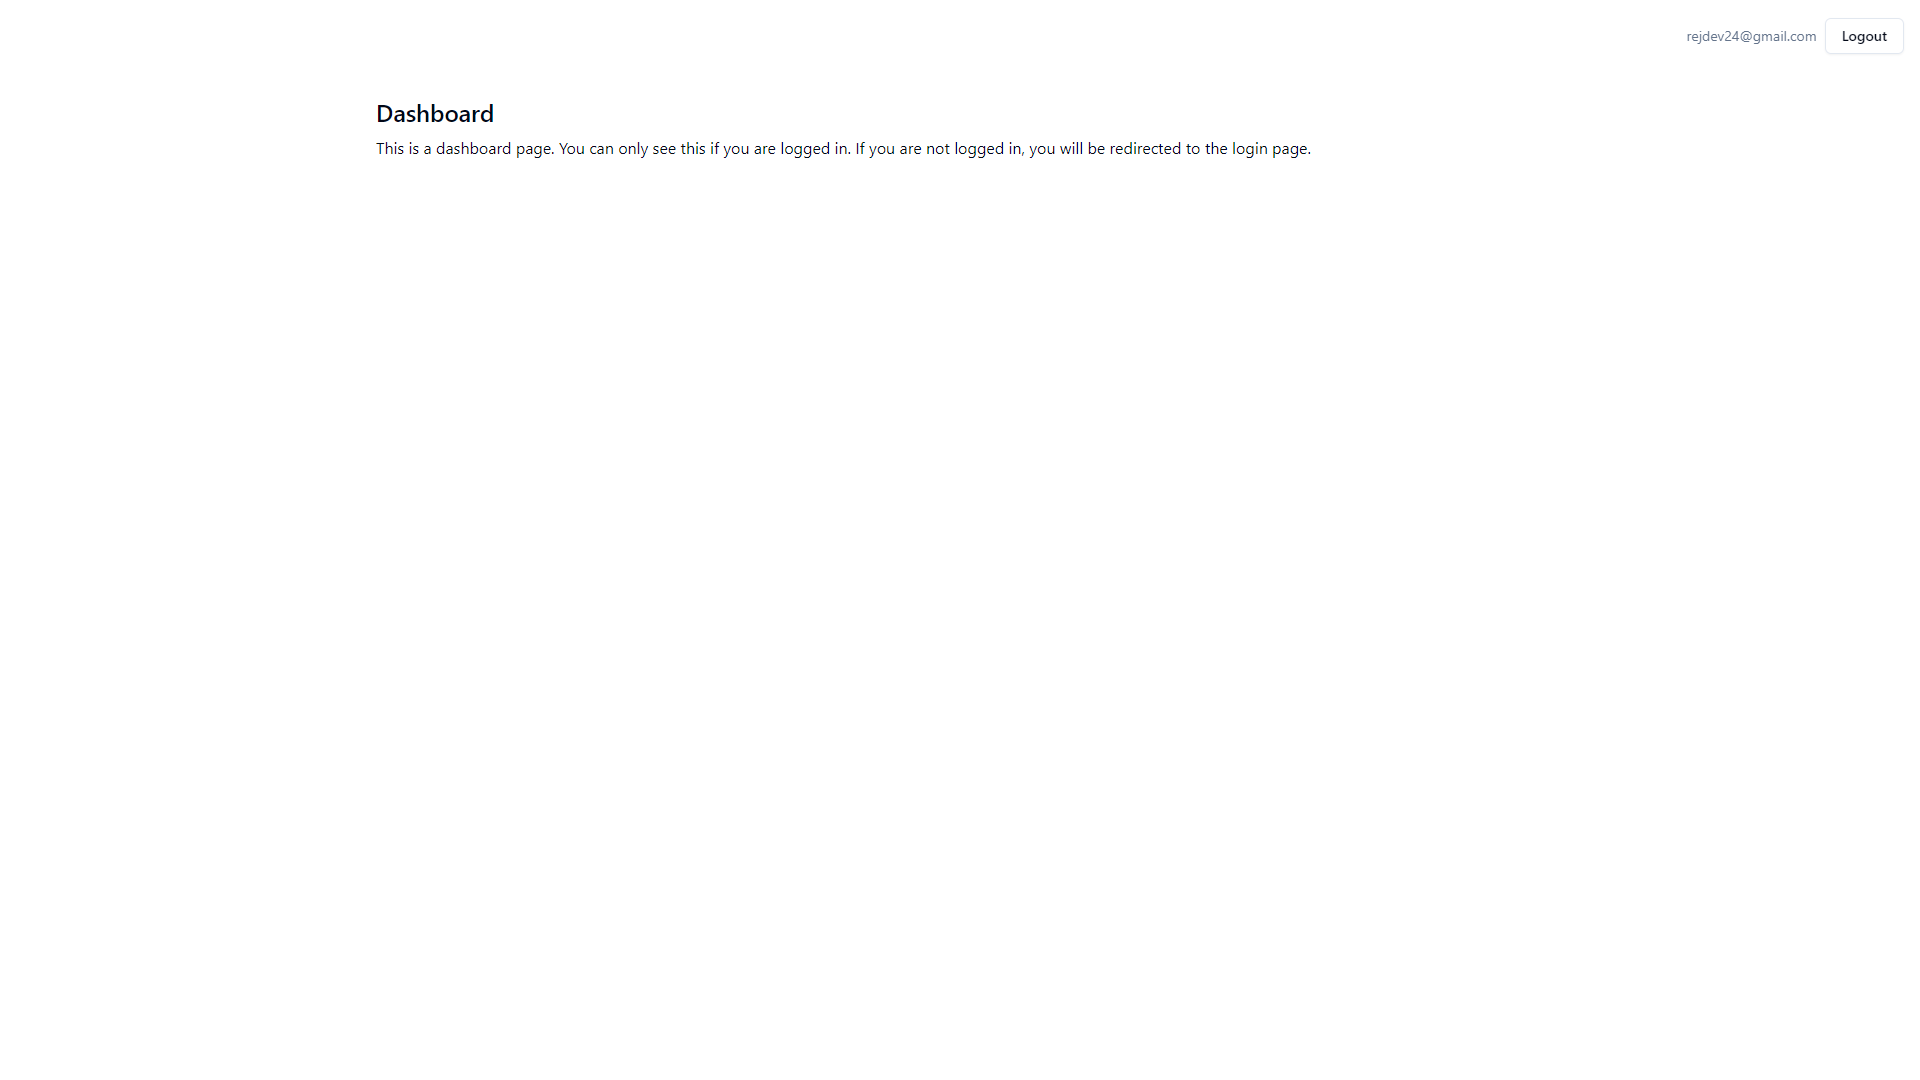 rejdev24@gmail.com Logout
Dashboard
This is a dashboard page. You can only see this if you are logged in. If you are not logged in, you will be redirected to the login page.